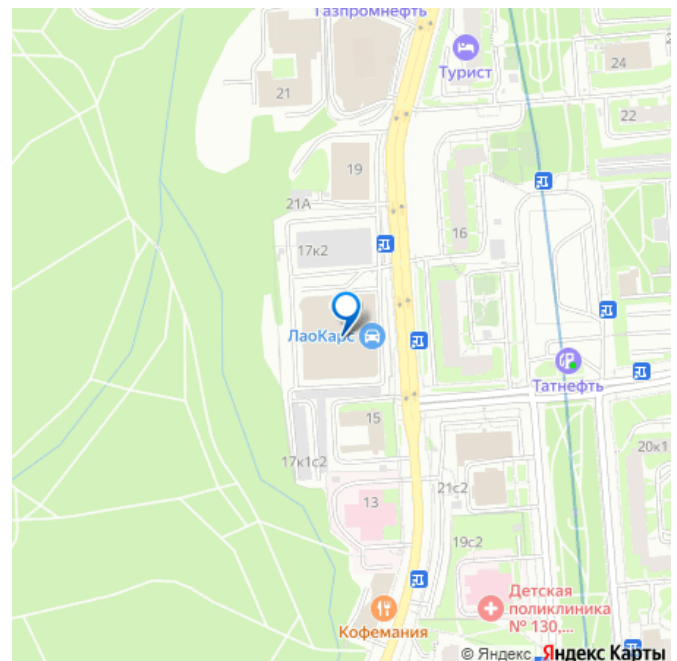 Газпромнефть
Турист
24
21
22
19
21А
16
17к2
ЛаоКарс
Татнефть
15
20к1
17к1с2
21с2
13
19с2
Детская
поликлиника
№ 130,...
Кофемания
© Яндекс Яндекс Карты